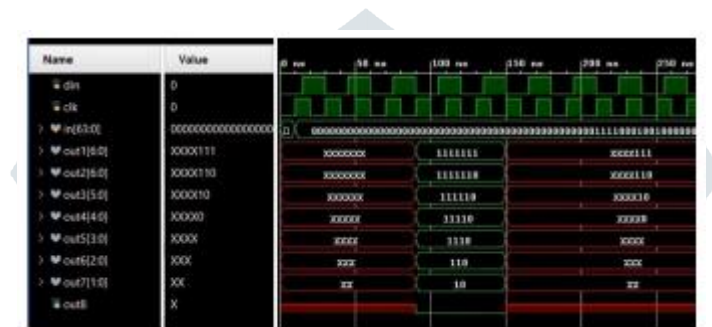 Name Value 0 ns 50 ns 100 ns 150 ns 200 ns 250 ns
din 0
clk 0
in[63:0]
out1[6:0] XXXX111 XXXXXXX 1111111 XXXX111
out2[6:0] XXXX110 XXXXXXX 1111110 XXXX110
out3[5:0] XXXX10 XXXXXX 111110 XXXX10
out4[4:0] XXXX0 XXXXX 11110 XXXX0
out5[3:0] XXXX XXXX 1110 XXXX
out6[2:0] XXX XXX 110 XXX
out7[1:0] XX XX 10 XX
out8 X